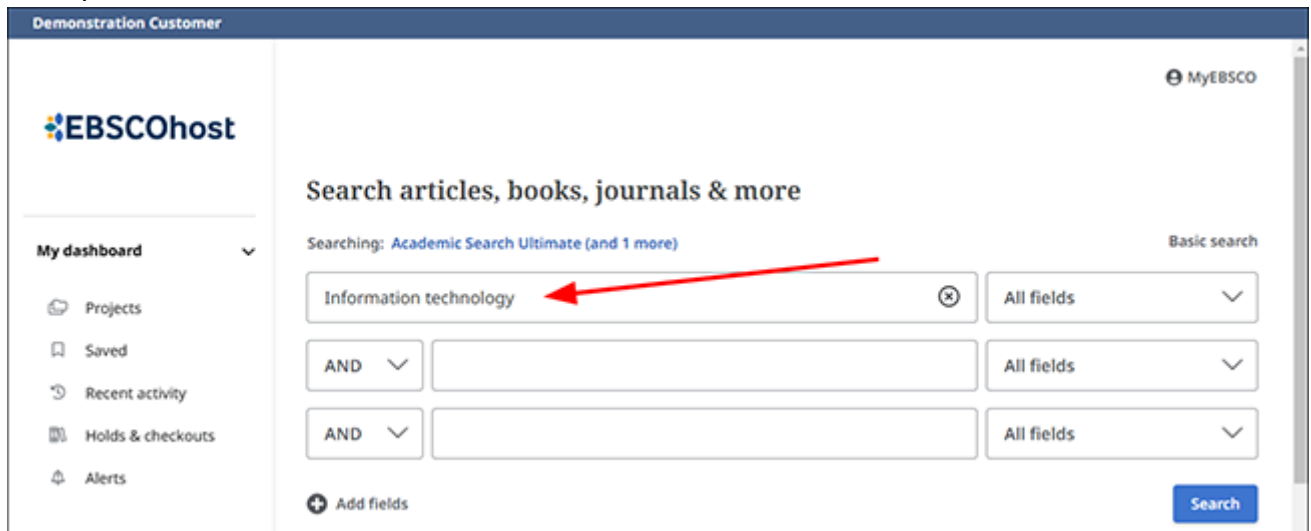 Demonstration Customer
MyEBSCO
EBSCOhost
Search articles, books, journals & more
My dashboard
Searching: Academic Search Ultimate (and 1 more)
Basic search
Information technology
All fields
Projects
Saved
AND
All fields
Recent activity
Holds & checkouts
AND
All fields
Alerts
Add fields
Search